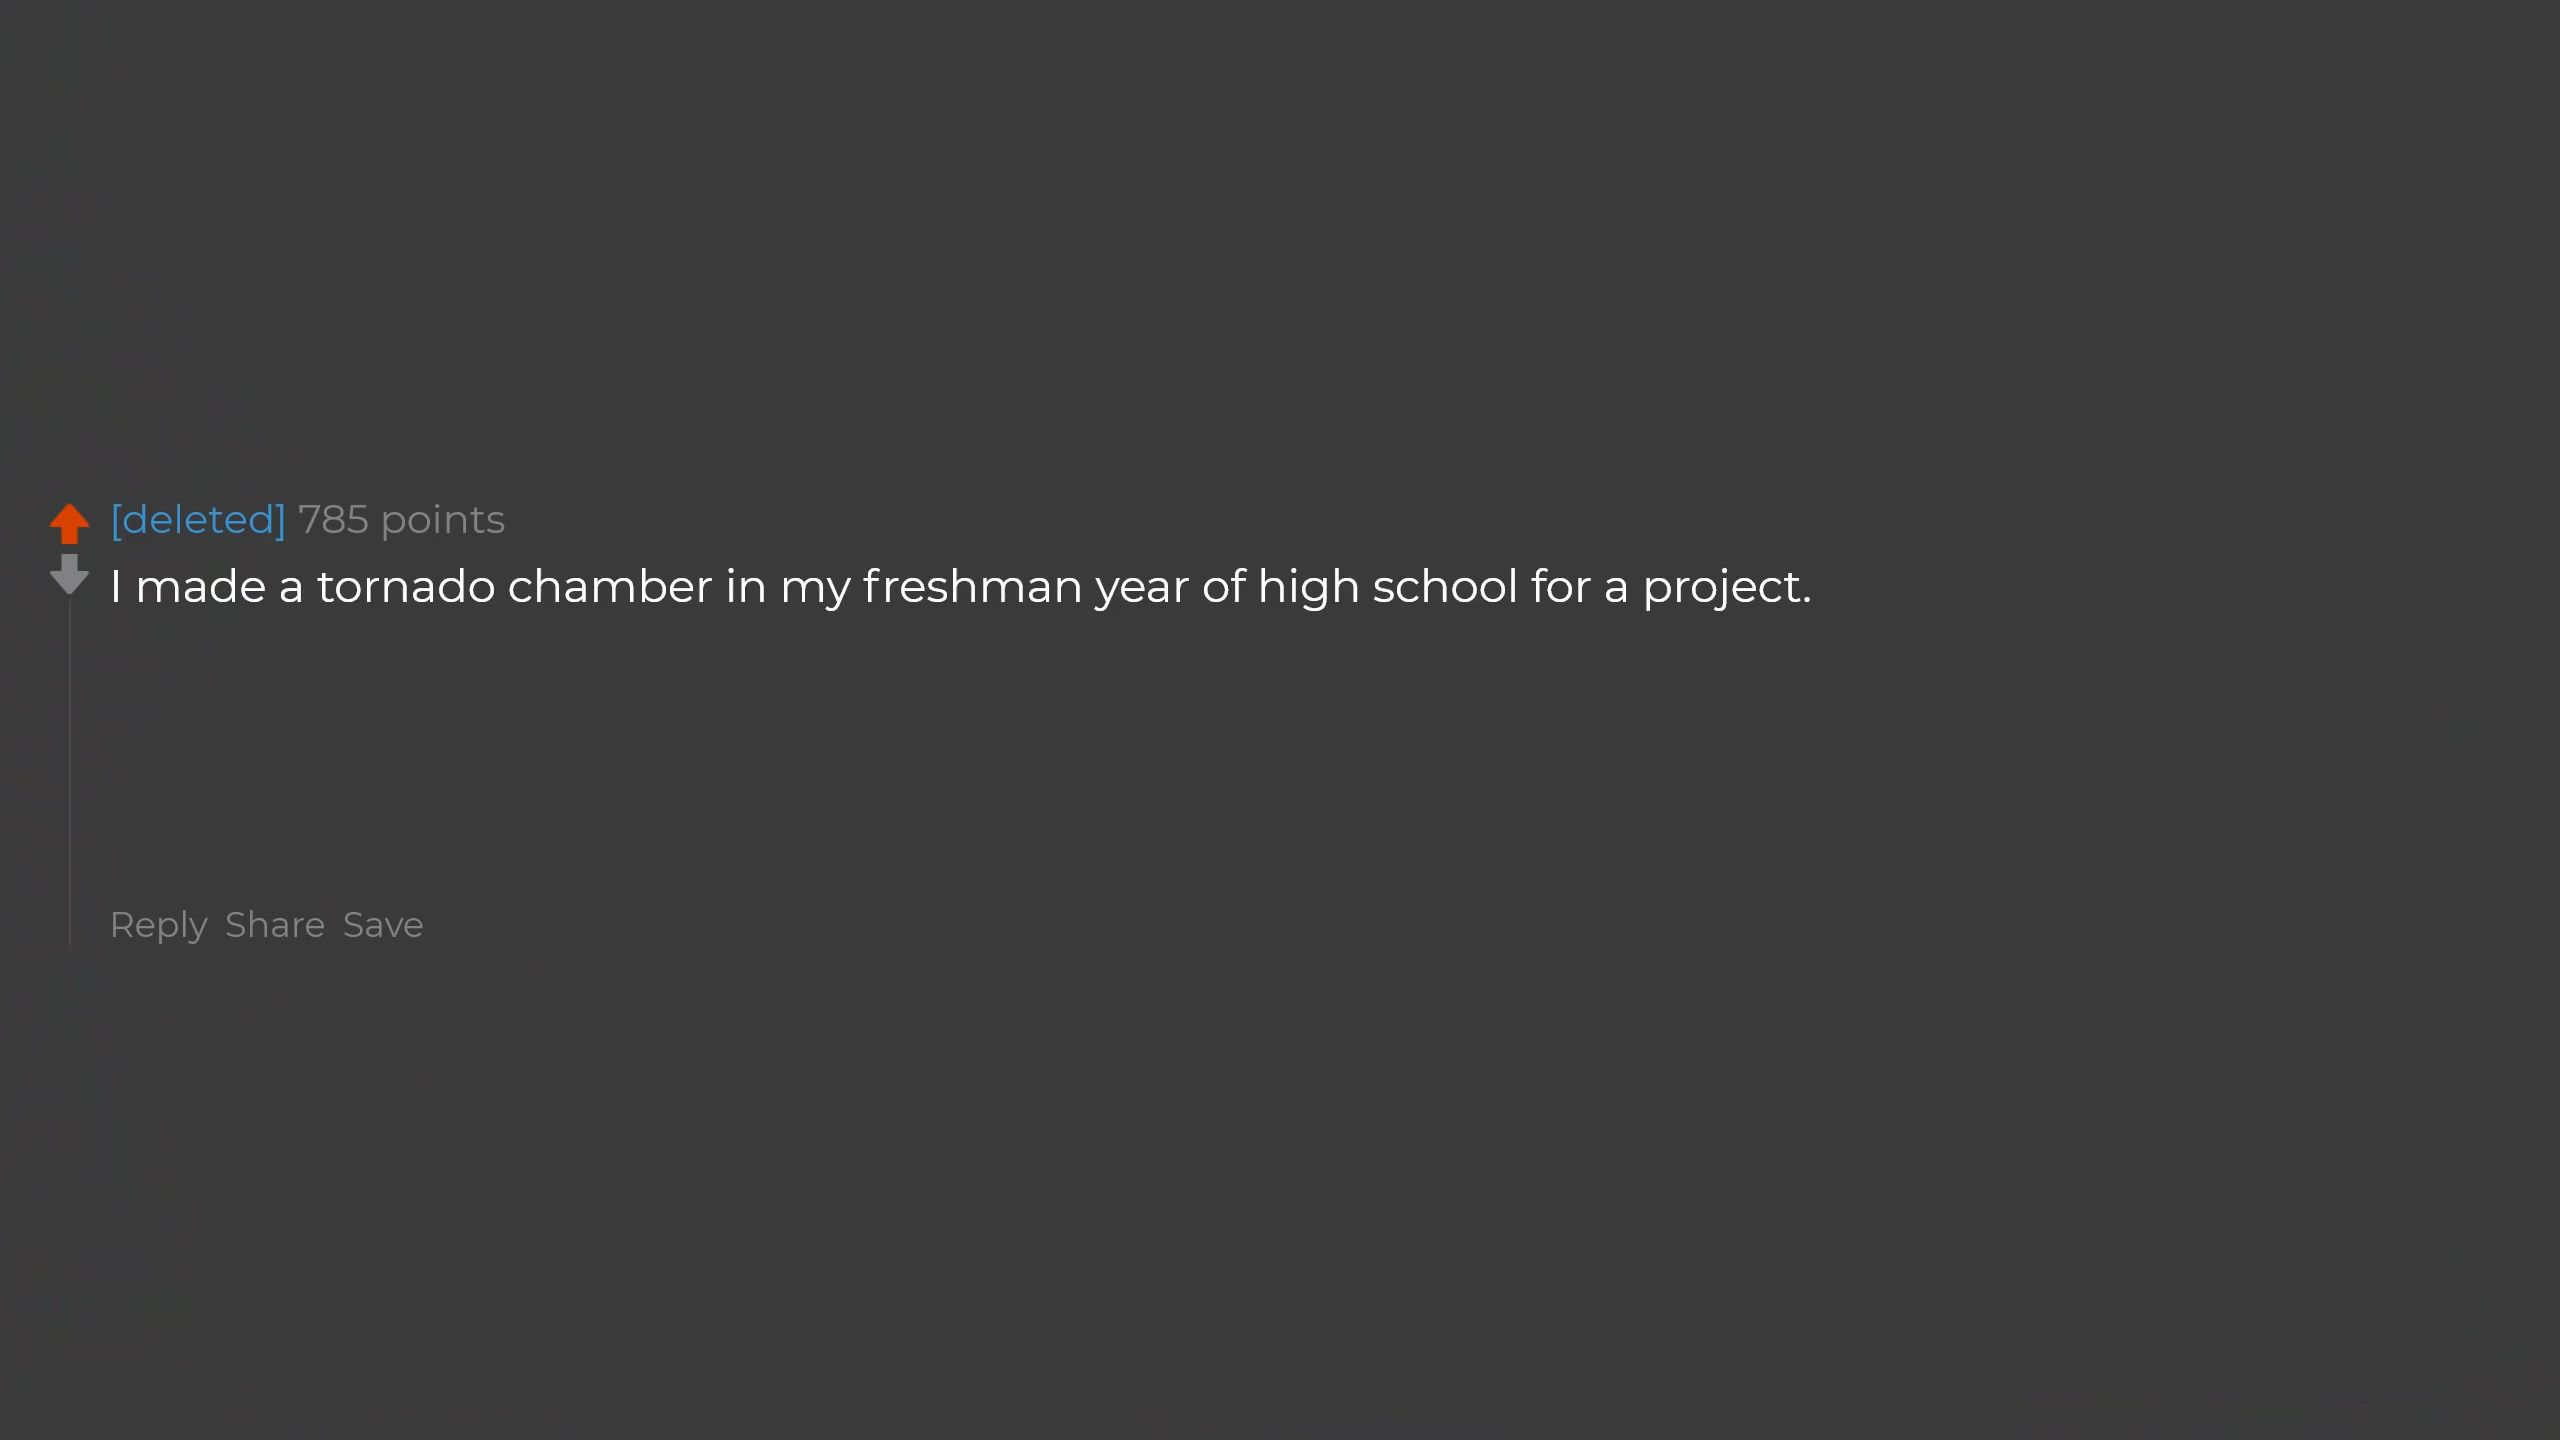 [deleted] 785 points
I made a tornado chamber in my freshman year of high school for a project.
Reply Share Save